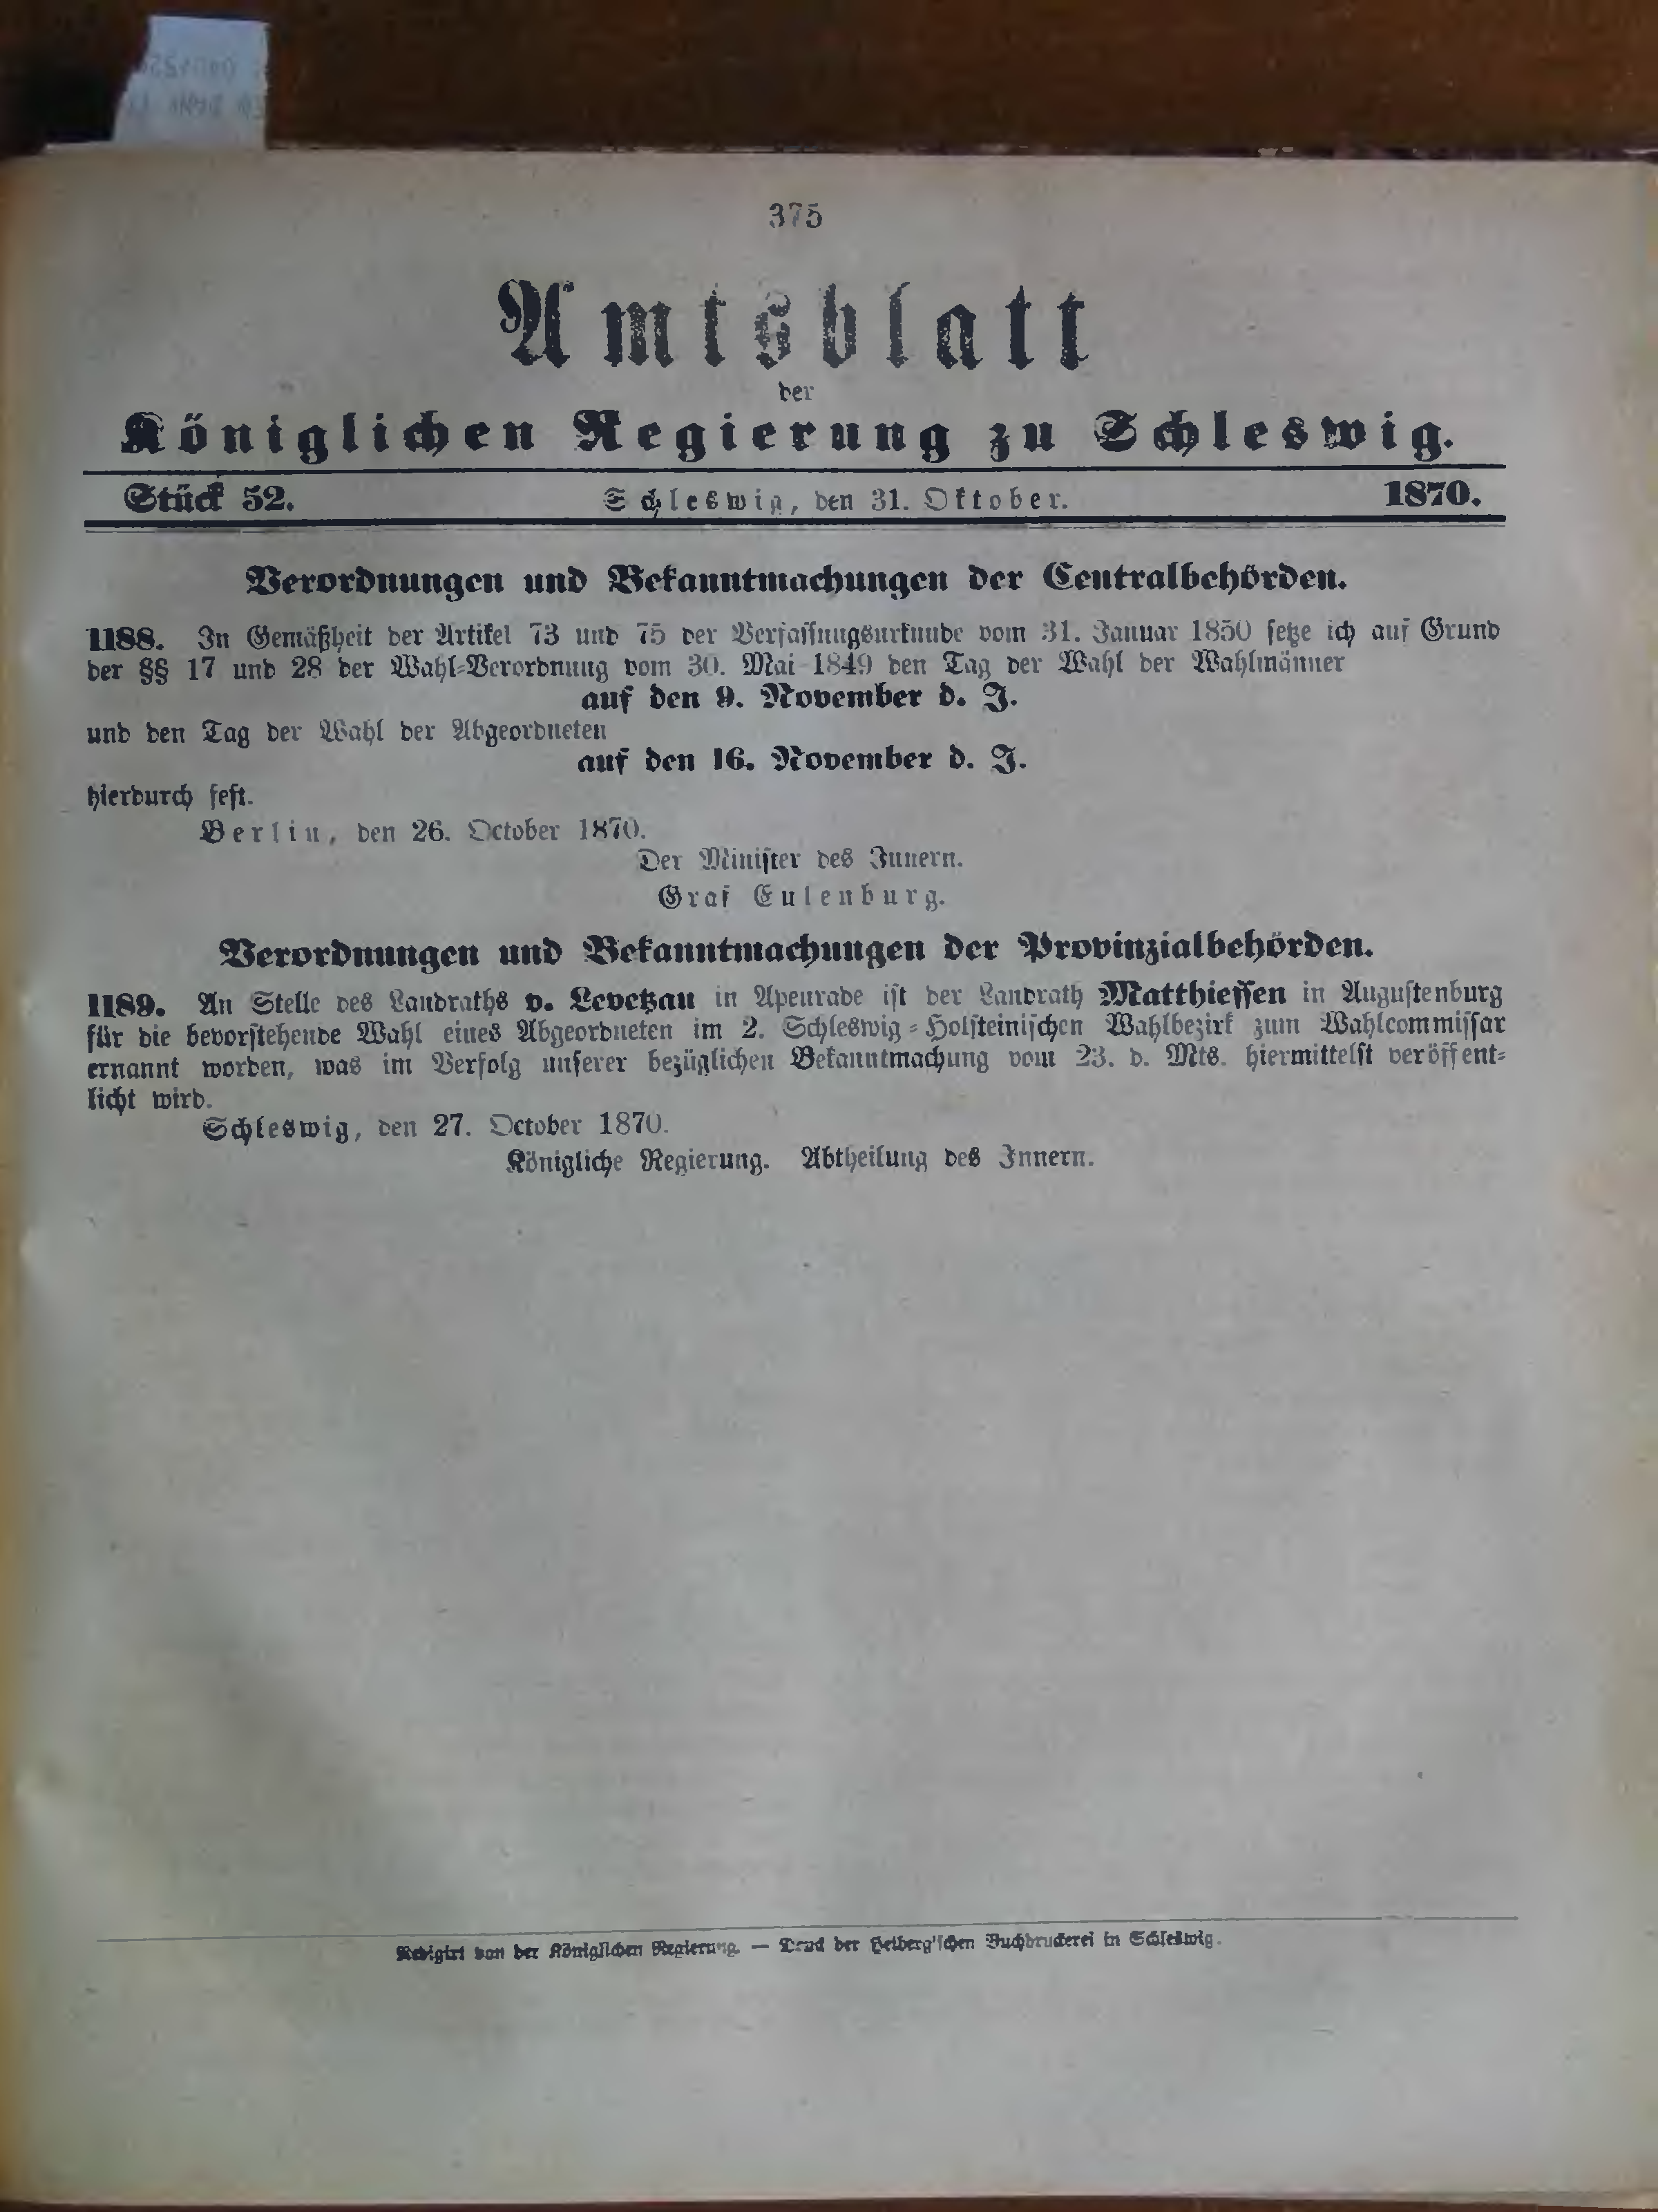 375
Amtsblatt
der
Königlichen Regierung zu Schleswig.
Stück 52. Schleswig, den 31. Oktober. 1870.
Verordnungen und Bekanntmachungen der Centralbehörden.
1188. In Gemäßheit der Artikel 73 und 75 der Verfassungsurkunde vom 31. Januar 1850 setze ich auf Grund
der §§ 17 und 28 der Wahl-Verordnung vom 30. Mai 1849 den Tag der Wahl der Wahlmänner
auf den 9. November d. J.
und den Tag der Wahl der Abgeordneten
auf den 16. November d. J.
hierdurch fest.
Berlin, den 26. October 1870.
Der Minister des Innern.
Graf Eulenburg.
Verordnungen und Bekanntmachungen der Provinzialbehörden.
1189. An Stelle des Landraths v. Levetzau in Apenrade ist der Landrath Matthiessen in Augustenburg
für die bevorstehende Wahl eines Abgeordneten im 2. Schleswig-Holsteinischen Wahlbezirk zum Wahlcommissar
ernannt worden, was im Verfolg unserer bezüglichen Bekanntmachung vom 23. d. Mts. hiermittelst veröffent-
licht wird.
Schleswig, den 27. October 1870.
Königliche Regierung. Abtheilung des Innern.
Redigirt von der Königlichen Regierung. — Druck der Heiberg'schen Buchdruckerei in Schleswig.